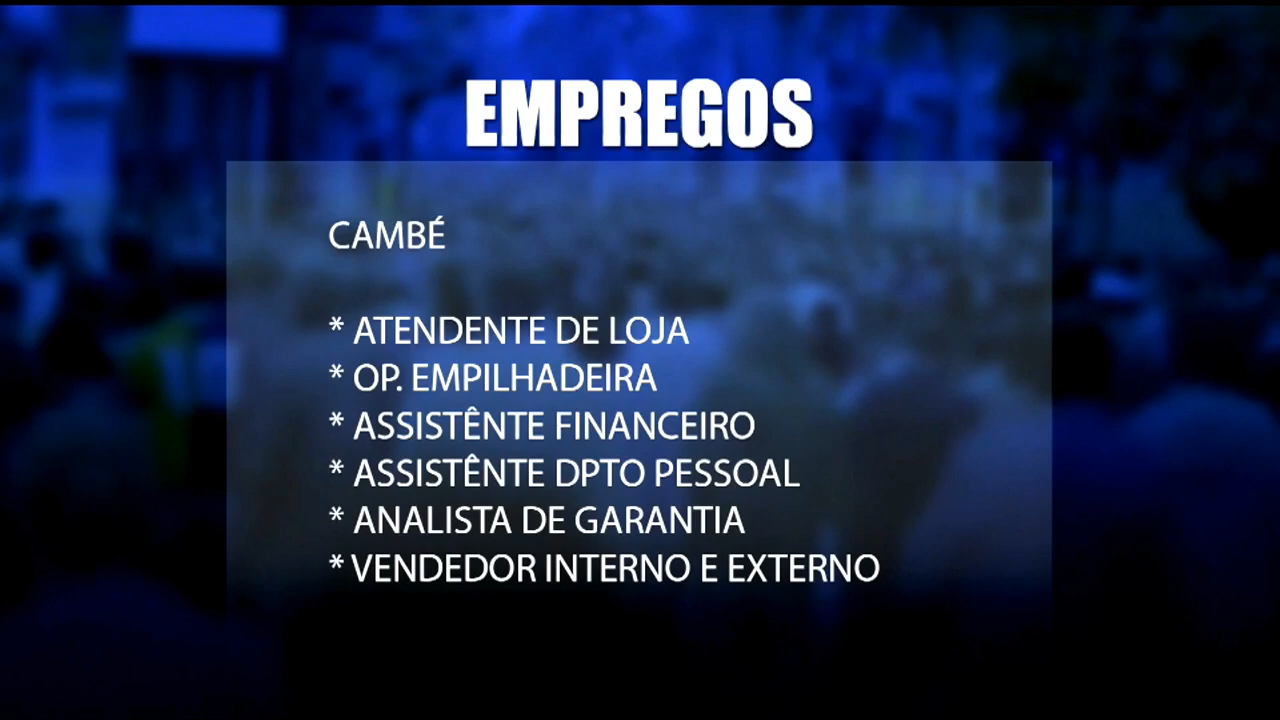 EMPREGOS
CAMBÉ
* ATENDENTE DE LOJA
* OP. EMPILHADEIRA
* ASSISTÊNTE FINANCEIRO
* ASSISTÊNTE DPTO PESSOAL
* ANALISTA DE GARANTIA
* VENDEDOR INTERNO E EXTERNO